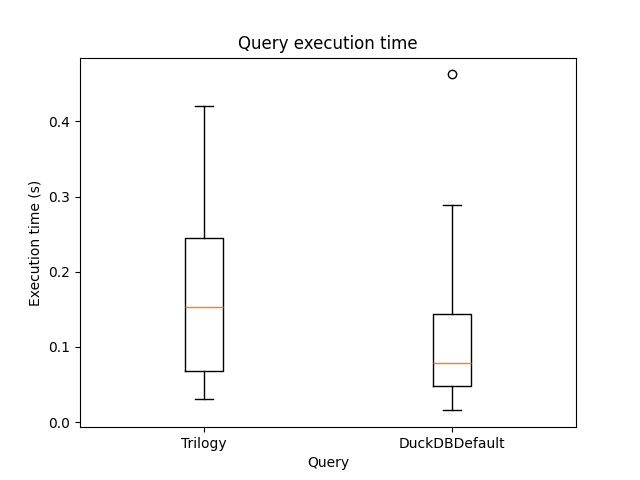 Query execution time
Execution time (s)
0.4
0.3
0.2
0.1
0.0
Trilogy
DuckDBDefault
Query